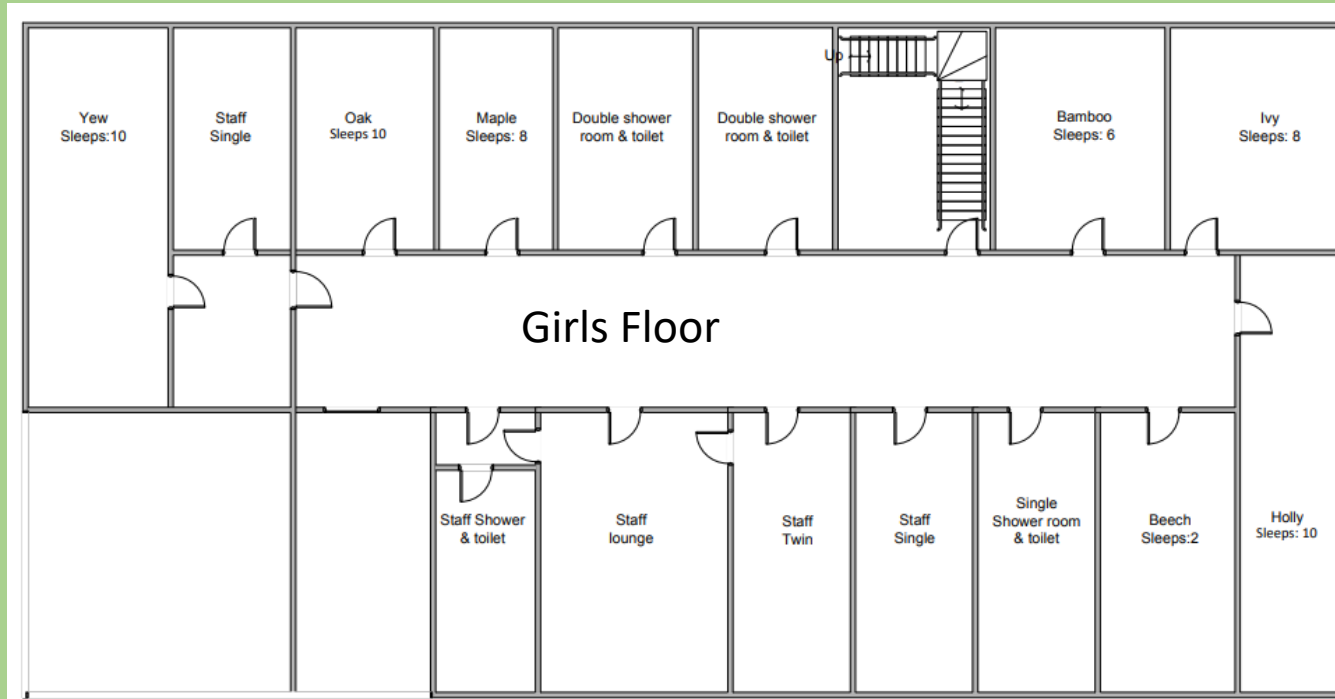 Up
Yew
Sleeps:10
Staff
Single
Oak
Sleeps 10
Maple
Sleeps: 8
Double shower
room & toilet
Double shower
room & toilet
Bamboo
Sleeps: 6
Ivy
Sleeps: 8
Girls Floor
Staff Shower
& toilet
Staff
lounge
Staff
Twin
Staff
Single
Single
Shower room
& toilet
Beech
Sleeps:2
Holly
Sleeps: 10